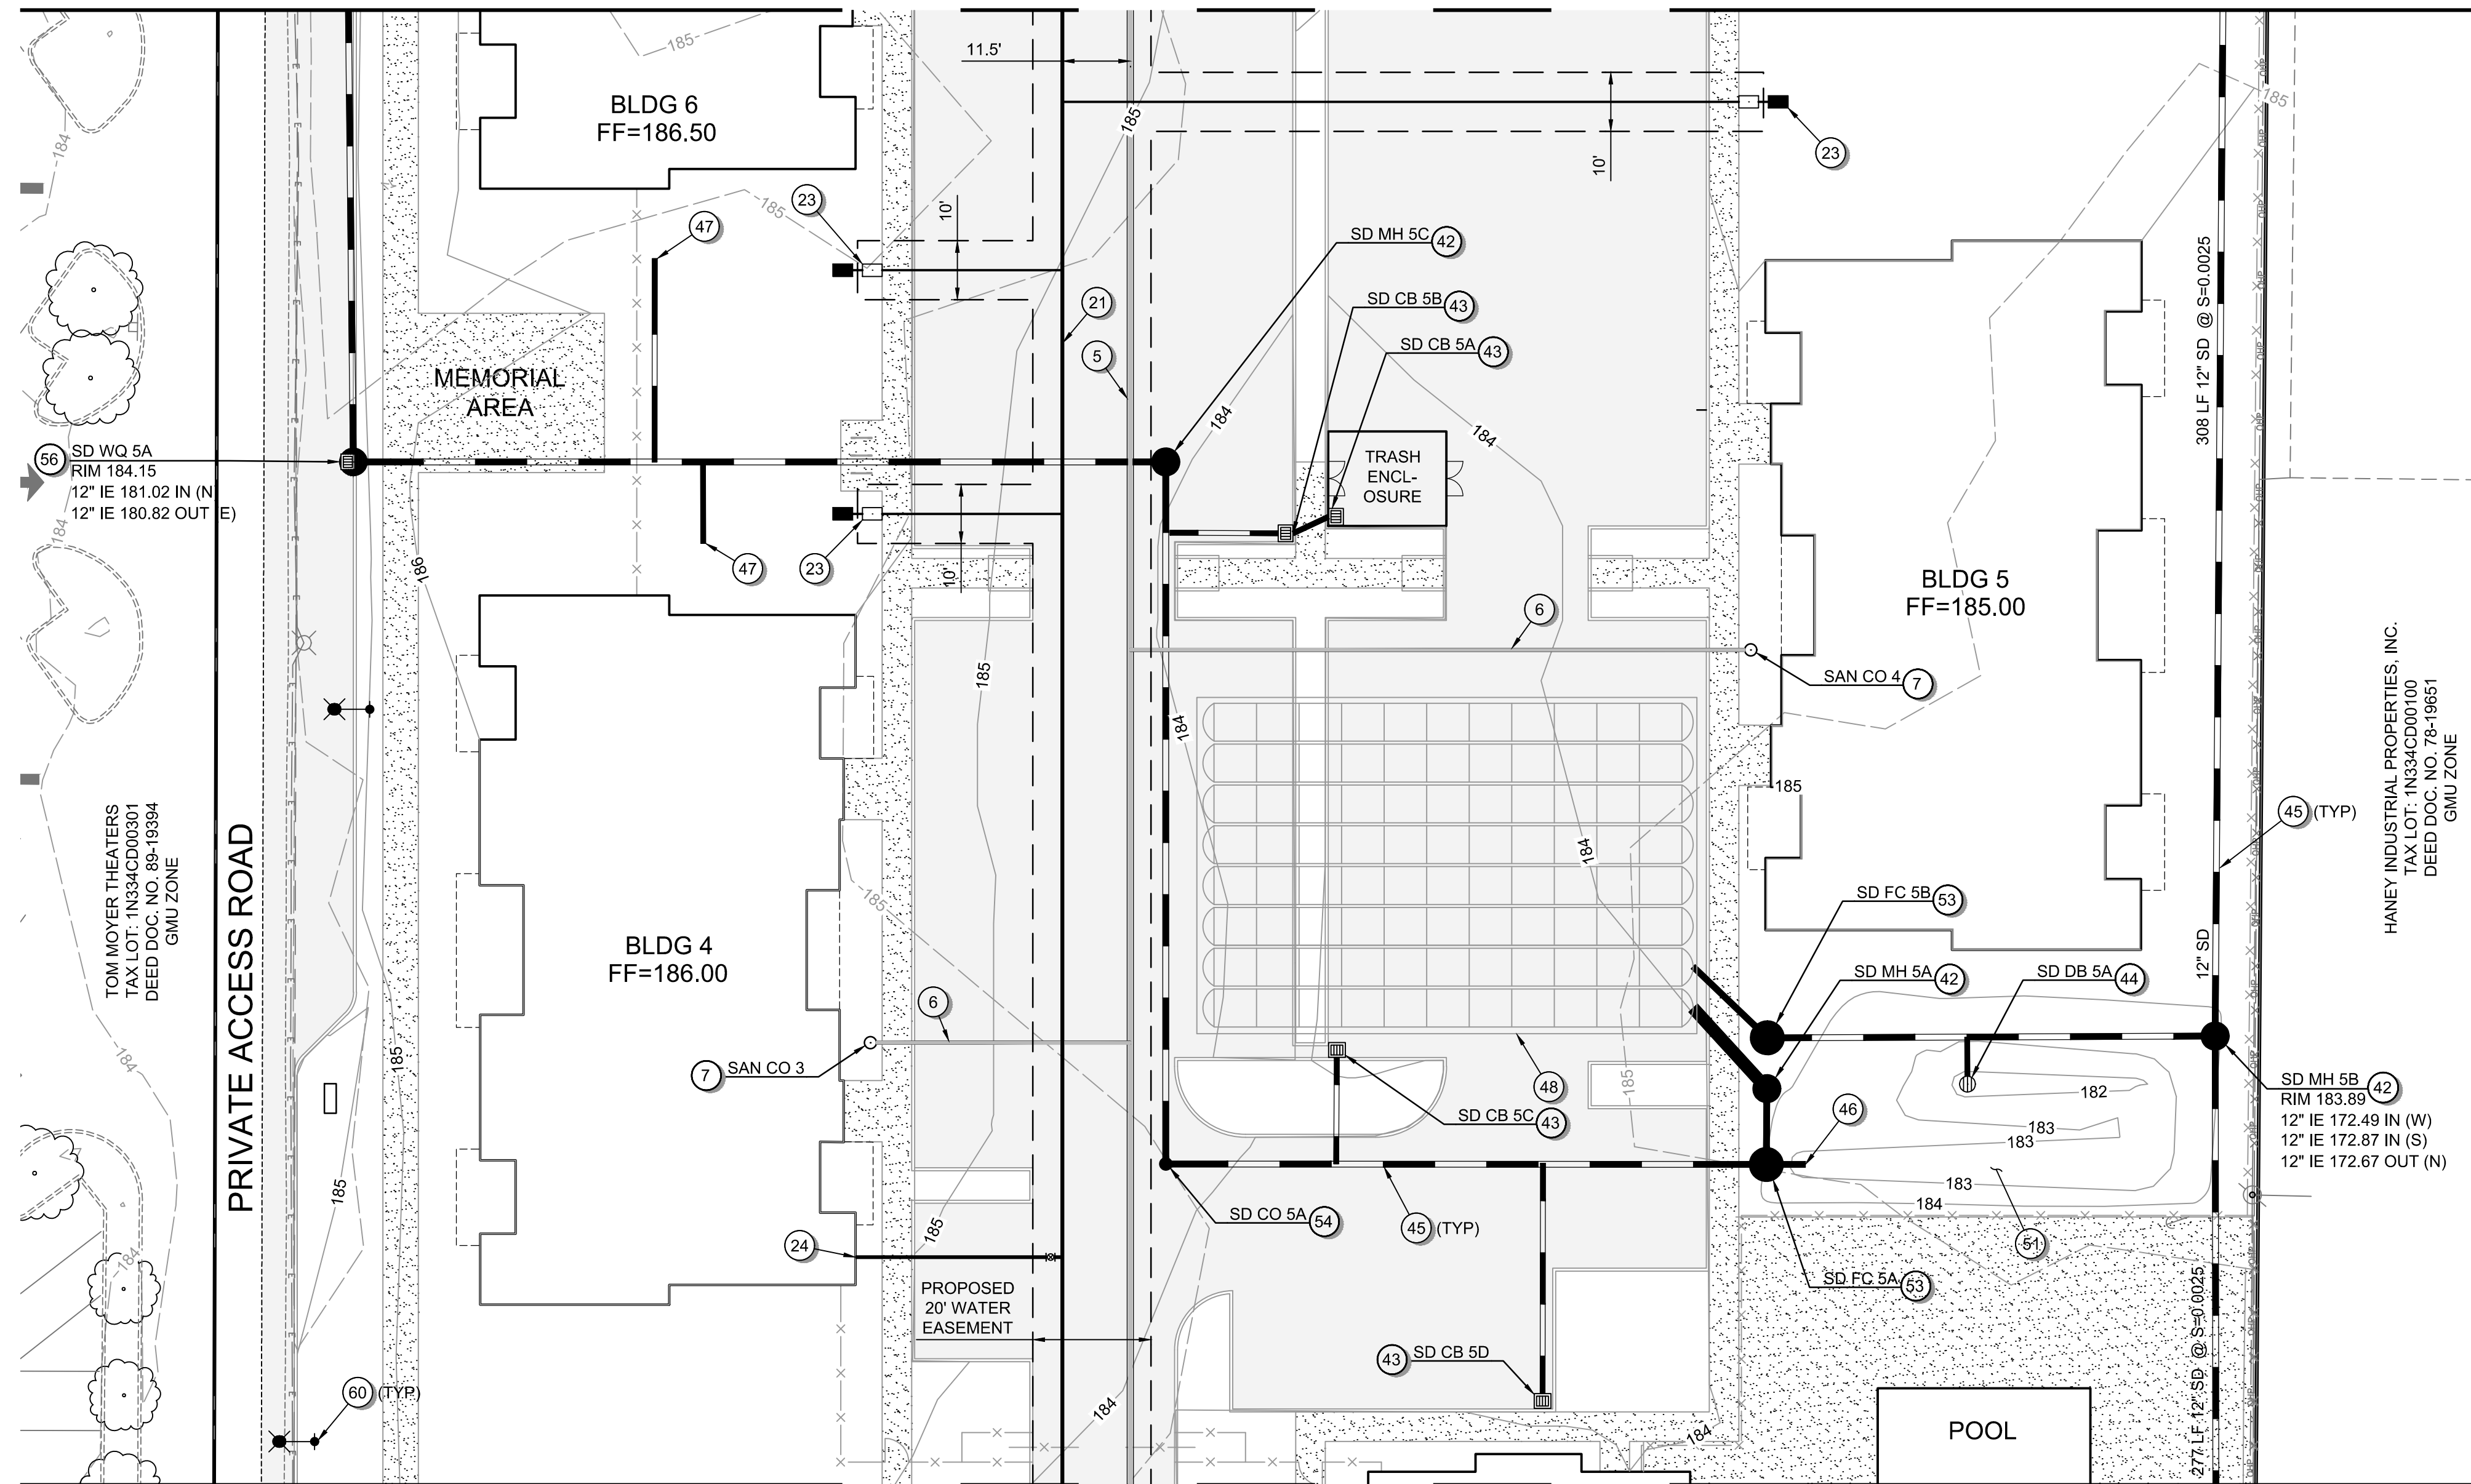 11.5'
185
BLDG 6
FF=186.50
185
184
10'
23
185
185
23
47
185
10'
SD MH 5C 42
21
SD CB 5B 43
5
SD CB 5A 43
308 LF 12" SD @ S=0.0025
MEMORIAL
AREA
184
184
56
SD WQ 5A
RIM 184.15
12" IE 181.02 IN (N
12" IE 180.82 OUT (E)
TRASH
ENCL-
OSURE
184
186
47
23
10'
6
BLDG 5
FF=185.00
185
SAN CO 4 7
184
185
HANEY INDUSTRIAL PROPERTIES, INC.
TAX LOT: 1N334CD00100
DEED DOC. NO. 78-19651
GMU ZONE
45 (TYP)
TOM MOYER THEATERS
TAX LOT: 1N334CD00301
DEED DOC. NO. 89-19394
GMU ZONE
PRIVATE ACCESS ROAD
184
185
SD FC 5B 53
BLDG 4
FF=186.00
12" SD
SD MH 5A 42
SD DB 5A 44
6
184
185
7 SAN CO 3
185
48
182
SD MH 5B 42
RIM 183.89
12" IE 172.49 IN (W)
12" IE 172.87 IN (S)
12" IE 172.67 OUT (N)
SD CB 5C 43
46
183
183
183
184
185
SD CO 5A 54
45 (TYP)
185
24
51
184
SD FC 5A 53
PROPOSED
20' WATER
EASEMENT
277 LF 12" SD @ S=0.0025
43 SD CB 5D
60 (TYP)
184
184
POOL